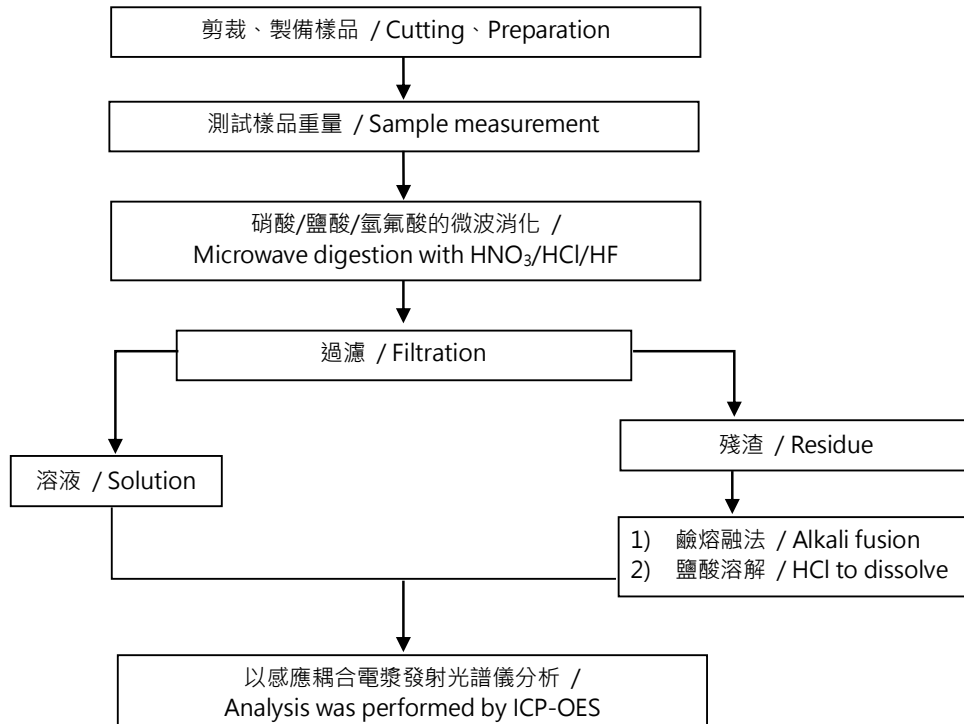 剪裁、製備樣品 / Cutting、Preparation
測試樣品重量 / Sample measurement
硝酸/鹽酸/氫氟酸的微波消化 /
Microwave digestion with HNO₃/HCl/HF
過濾 / Filtration
溶液 / Solution
殘渣 / Residue
1) 鹼熔融法 / Alkali fusion
2) 鹽酸溶解 / HCl to dissolve
以感應耦合電漿發射光譜儀分析 /
Analysis was performed by ICP-OES